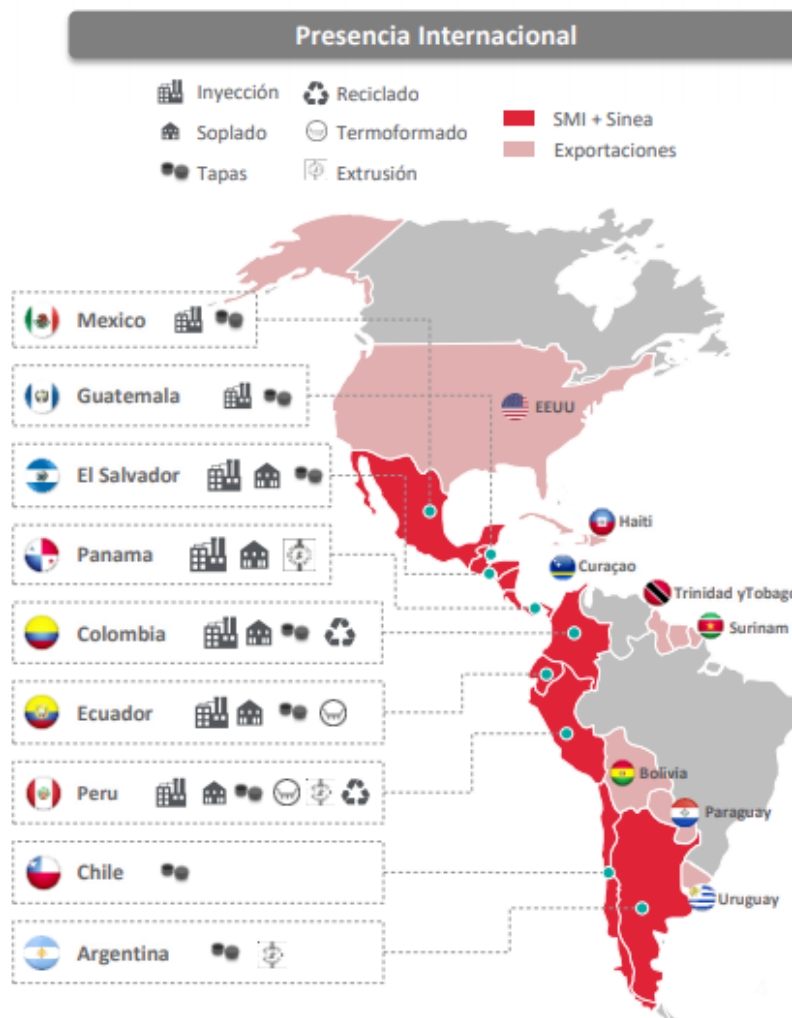 Presencia Internacional
Inyección
Reciclado
Soplado
Termoformado
Tapas
Extrusión
SMI + Sinea
Exportaciones
Mexico
Guatemala
El Salvador
Panama
Colombia
Ecuador
Peru
Chile
Argentina
EEUU
Haiti
Curaçao
Trinidad yTobago
Surinam
Bolivia
Paraguay
Uruguay